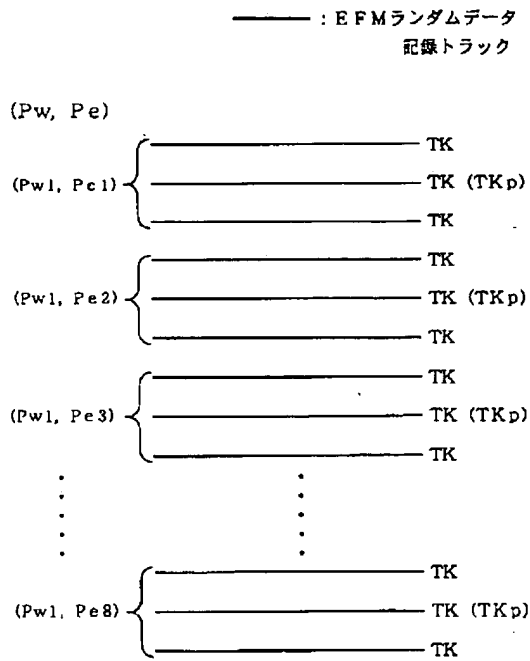 : EFMランダムデータ
記録トラック
(Pw, Pe)
TK
(Pw1, Pe1) TK (TKp)
TK
TK
(Pw1, Pe2) TK (TKp)
TK
TK
(Pw1, Pe3) TK (TKp)
TK
TK
(Pw1, Pe8) TK (TKp)
TK